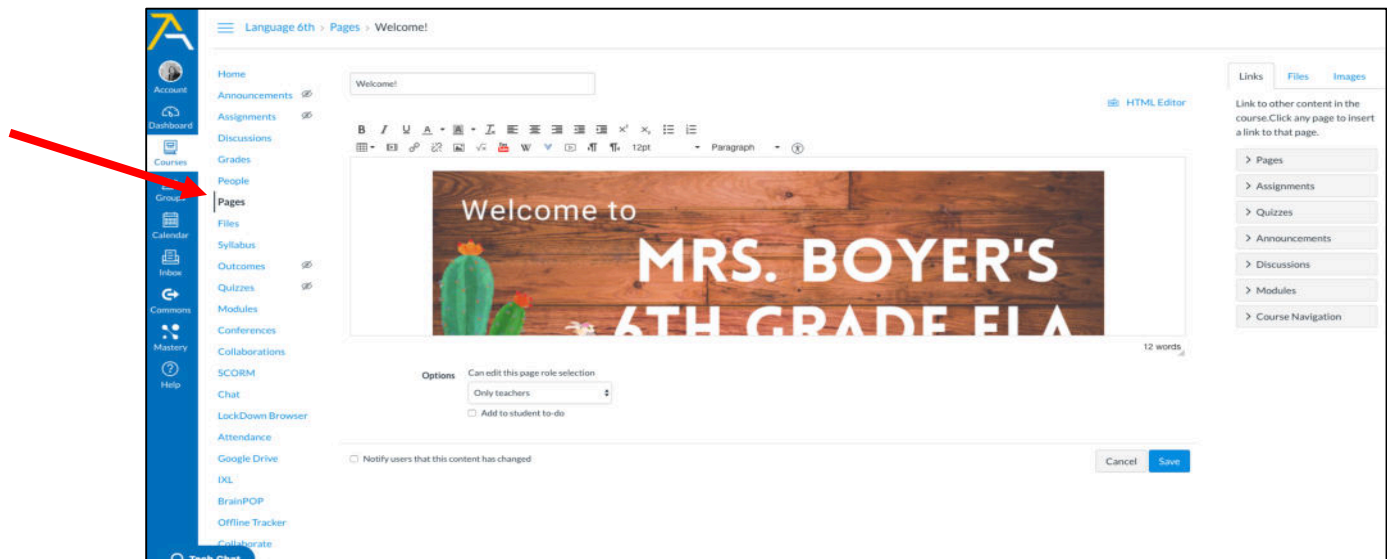 Language 6th > Pages > Welcome!
Account
Dashboard
Courses
Groups
Calendar
Inbox
Commons
Mastery
Help
Home
Announcements
Assignments
Discussions
Grades
People
Pages
Files
Syllabus
Outcomes
Quizzes
Modules
Conferences
Collaborations
SCORM
Chat
LockDown Browser
Attendance
Google Drive
IXL
BrainPOP
Offline Tracker
Collaborate
Tech Chat
Welcome!
HTML Editor
12pt Paragraph
Welcome to
MRS. BOYER'S
6TH GRADE ELA
12 words
Options Can edit this page role selection
Only teachers
Add to student to-do
Notify users that this content has changed
Cancel Save
Links Files Images
Link to other content in the
course.Click any page to insert
a link to that page.
> Pages
> Assignments
> Quizzes
> Announcements
> Discussions
> Modules
> Course Navigation